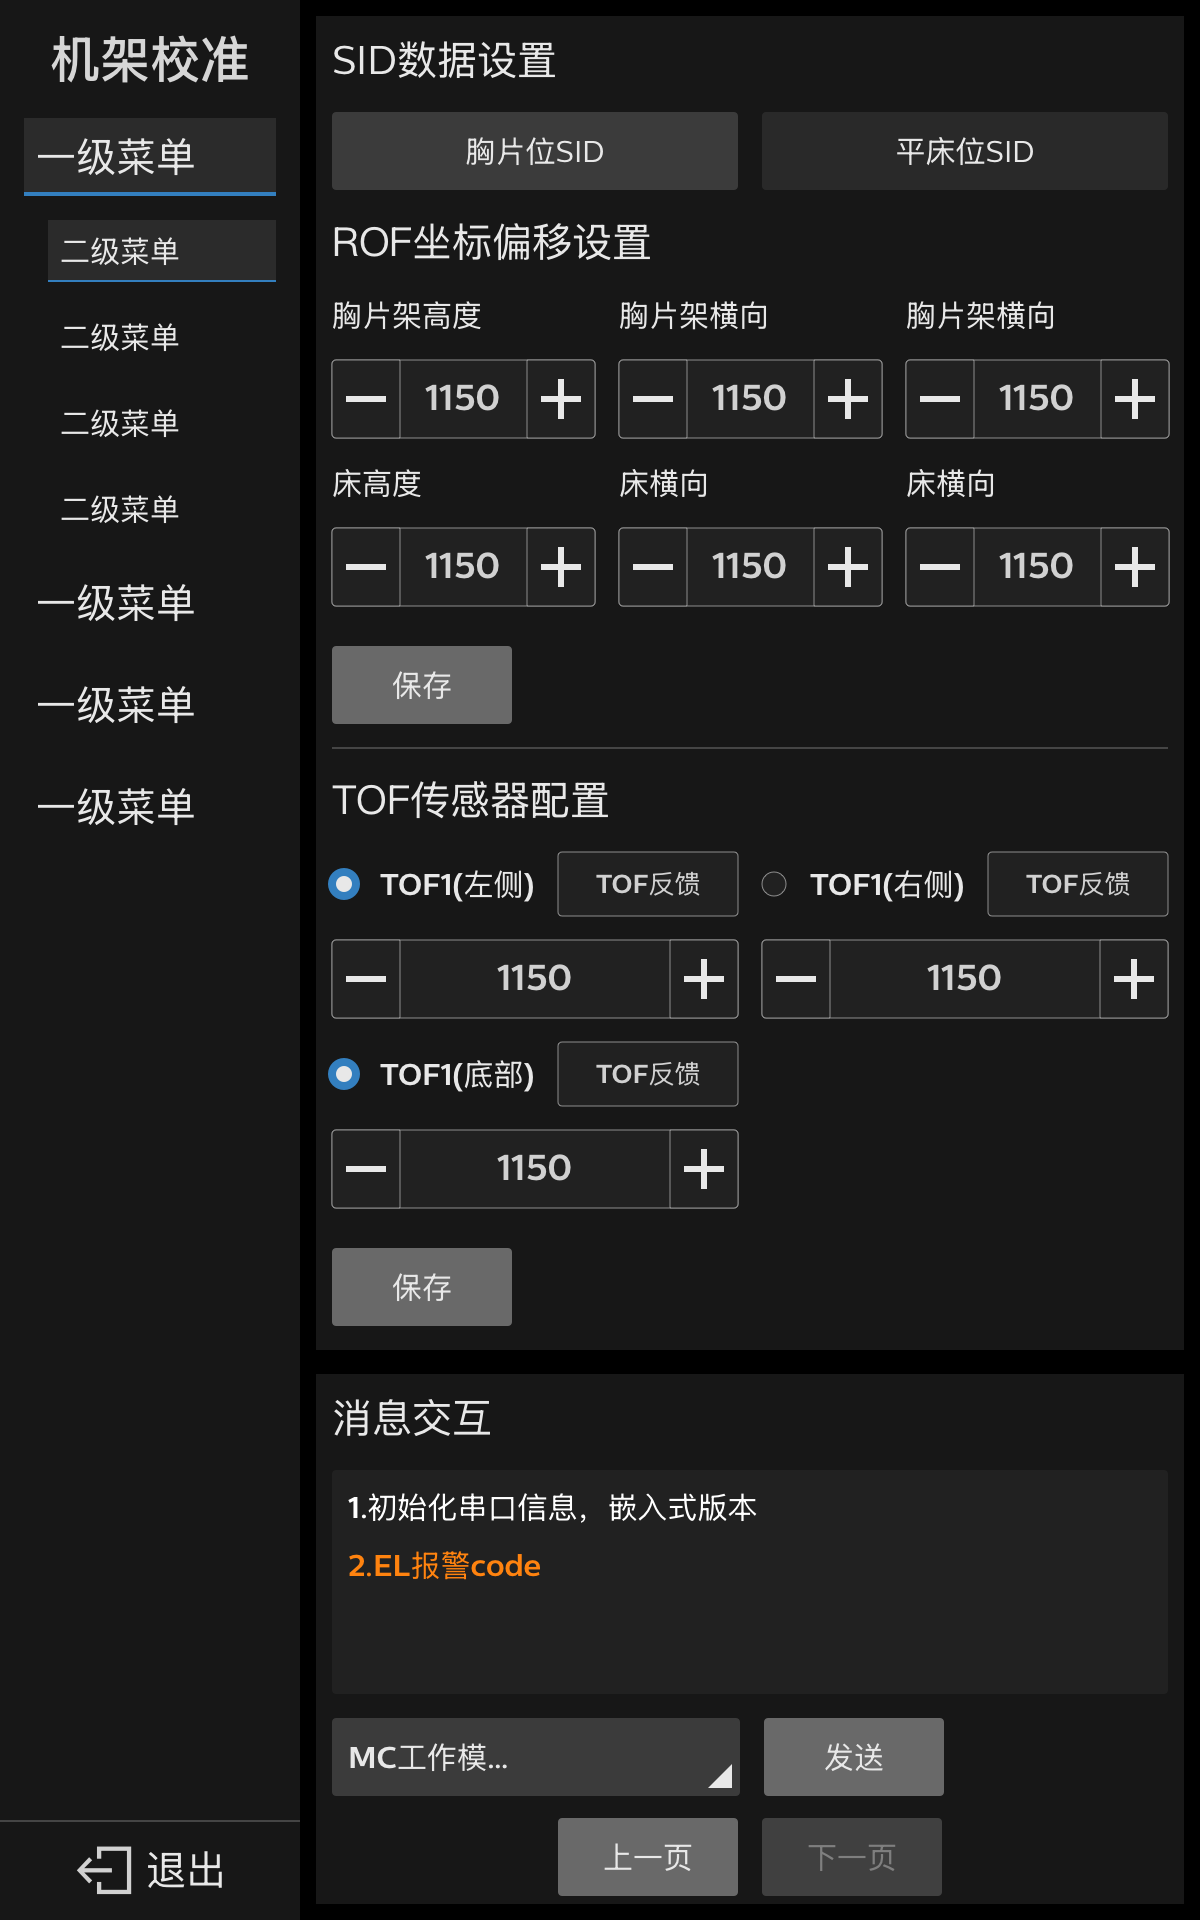 机架校准
一级菜单
二级菜单
二级菜单
二级菜单
二级菜单
一级菜单
一级菜单
一级菜单
退出
SID数据设置
胸片位SID 平床位SID
ROF坐标偏移设置
胸片架高度 胸片架横向 胸片架横向
1150 1150 1150
床高度 床横向 床横向
1150 1150 1150
保存
TOF传感器配置
TOF1(左侧) TOF反馈 TOF1(右侧) TOF反馈
1150 1150
TOF1(底部) TOF反馈
1150
保存
消息交互
1.初始化串口信息，嵌入式版本
2.EL报警code
MC工作模... 发送
上一页 下一页